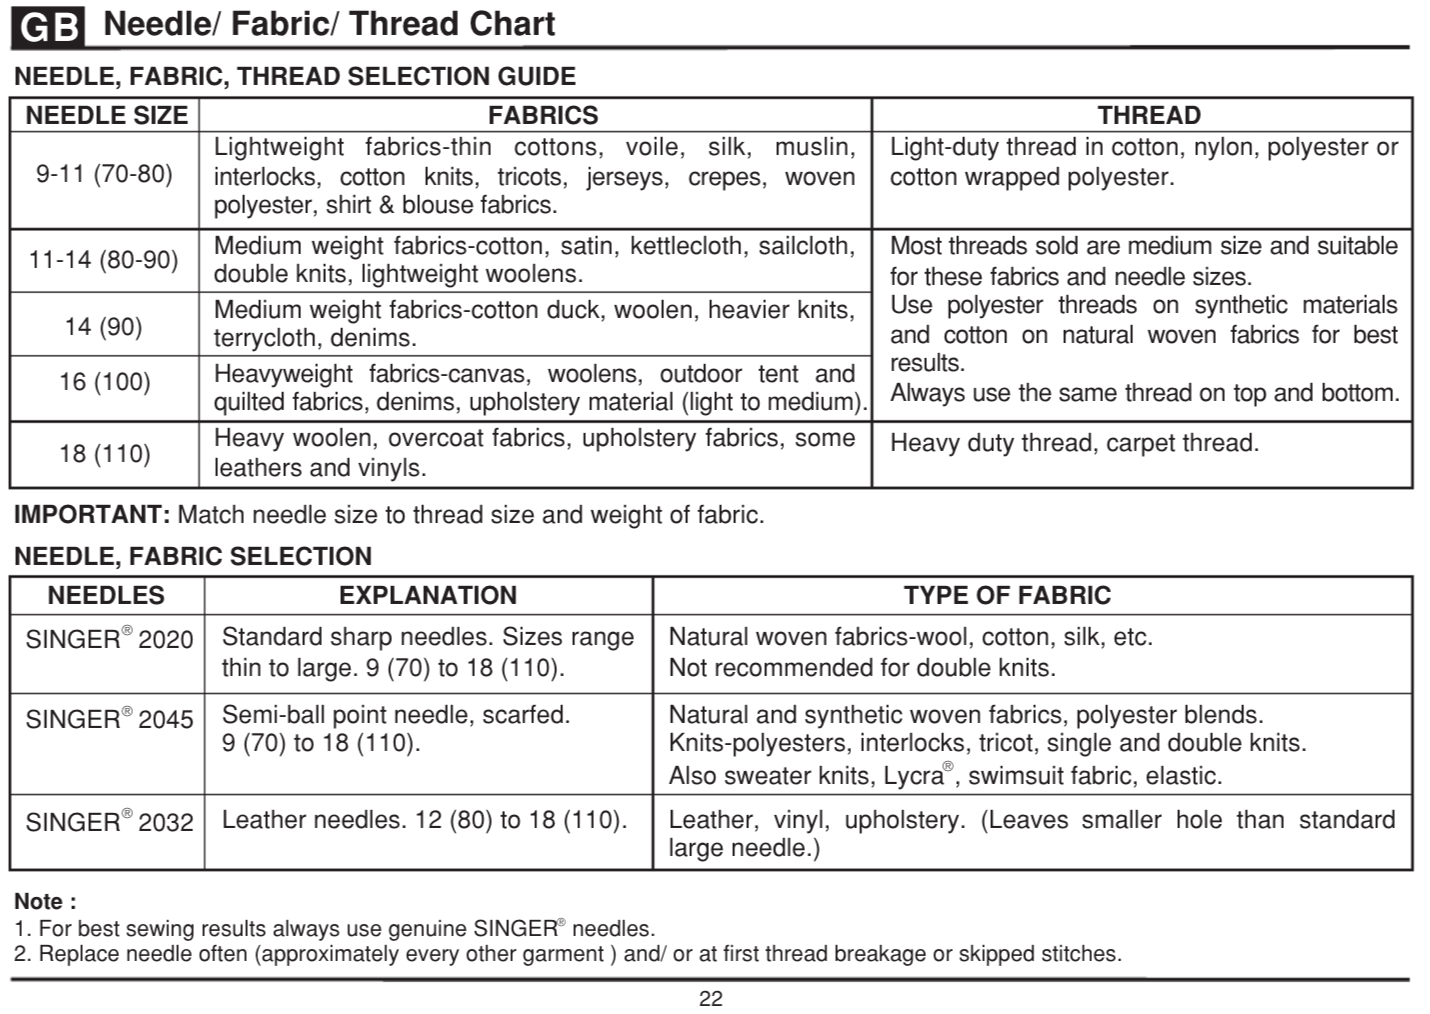 GB Needle/ Fabric/ Thread Chart
NEEDLE, FABRIC, THREAD SELECTION GUIDE
NEEDLE SIZE FABRICS THREAD
9-11 (70-80)
Lightweight fabrics-thin cottons, voile, silk, muslin,
interlocks, cotton knits, tricots, jerseys, crepes, woven
polyester, shirt & blouse fabrics.
Light-duty thread in cotton, nylon, polyester or
cotton wrapped polyester.
11-14 (80-90)
Medium weight fabrics-cotton, satin, kettlecloth, sailcloth,
double knits, lightweight woolens.
14 (90)
Medium weight fabrics-cotton duck, woolen, heavier knits,
terrycloth, denims.
16 (100)
Heavyweight fabrics-canvas, woolens, outdoor tent and
quilted fabrics, denims, upholstery material (light to medium).
Most threads sold are medium size and suitable
for these fabrics and needle sizes.
Use polyester threads on synthetic materials
and cotton on natural woven fabrics for best
results.
Always use the same thread on top and bottom.
18 (110)
Heavy woolen, overcoat fabrics, upholstery fabrics, some
leathers and vinyls.
Heavy duty thread, carpet thread.
IMPORTANT: Match needle size to thread size and weight of fabric.
NEEDLE, FABRIC SELECTION
NEEDLES EXPLANATION TYPE OF FABRIC
SINGER® 2020
Standard sharp needles. Sizes range
thin to large. 9 (70) to 18 (110).
Natural woven fabrics-wool, cotton, silk, etc.
Not recommended for double knits.
SINGER® 2045
Semi-ball point needle, scarfed.
9 (70) to 18 (110).
Natural and synthetic woven fabrics, polyester blends.
Knits-polyesters, interlocks, tricot, single and double knits.
Also sweater knits, Lycra®, swimsuit fabric, elastic.
SINGER® 2032
Leather needles. 12 (80) to 18 (110).
Leather, vinyl, upholstery. (Leaves smaller hole than standard
large needle.)
Note :
1. For best sewing results always use genuine SINGER® needles.
2. Replace needle often (approximately every other garment ) and/ or at first thread breakage or skipped stitches.
22